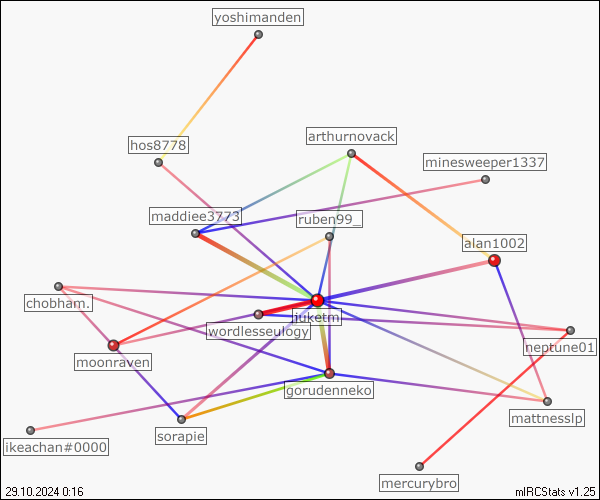 yoshimanden
hos8778
arthurnovack
minesweeper1337
maddiee3773
ruben99_
alan1002
chobham.
jiuketm
wordlesseulogy
moonraven
neptune01
gorudenneko
mattnesslp
ikeachan#0000
sorapie
mercurybro
29.10.2024 0:16
mIRCStats v1.25